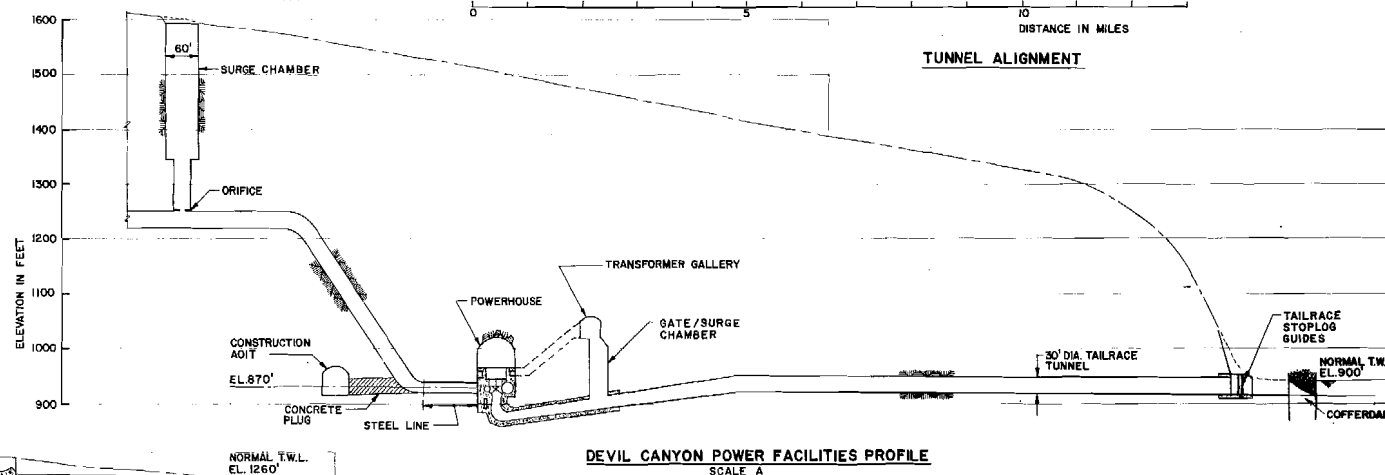 0 5 10
DISTANCE IN MILES
TUNNEL ALIGNMENT
1600
1500
1400
1300
1200
1100
1000
900
ELEVATION IN FEET
60'
SURGE CHAMBER
ORIFICE
TRANSFORMER GALLERY
POWERHOUSE
GATE/SURGE
CHAMBER
CONSTRUCTION
ADIT
EL.870'
CONCRETE
PLUG
STEEL LINE
30' DIA. TAILRACE
TUNNEL
TAILRACE
STOPLOG
GUIDES
NORMAL T.W.
EL.900'
COFFERDA
DEVIL CANYON POWER FACILITIES PROFILE
SCALE A
NORMAL T.W.L.
EL. 1260'